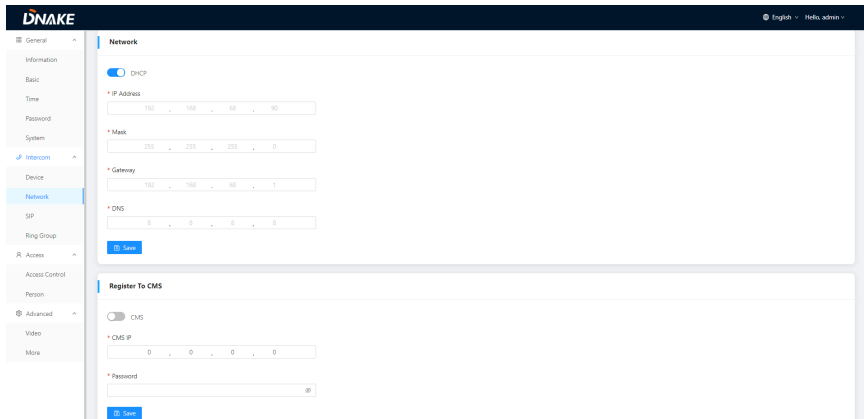 DNAKE
English
Hello, admin
General
Information
Basic
Time
Password
System
Intercom
Device
Network
SIP
Ring Group
Access
Access Control
Person
Advanced
Video
More
Network
DHCP
* IP Address
192 . 168 . 68 . 90
* Mask
255 . 255 . 255 . 0
* Gateway
192 . 168 . 68 . 1
* DNS
8 . 8 . 8 . 8
Save
Register To CMS
CMS
* CMS IP
0 . 0 . 0 . 0
* Password
Save